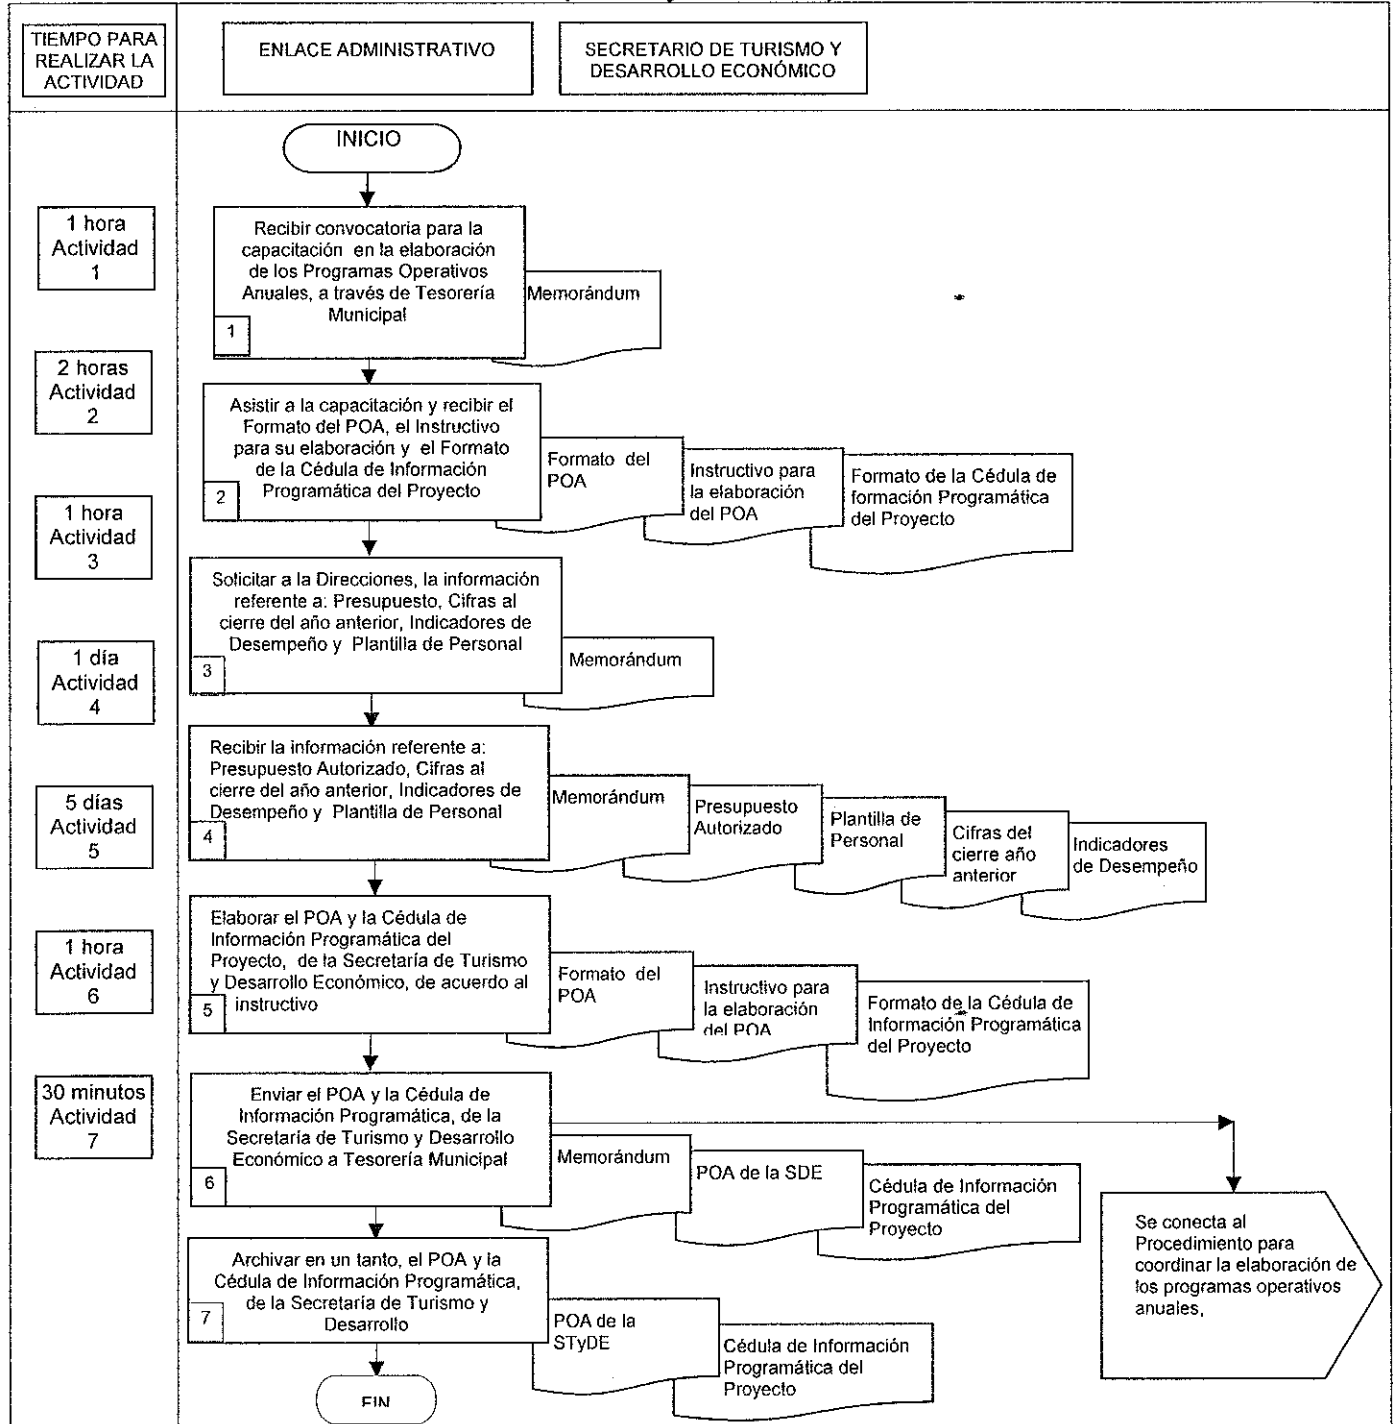 TIEMPO PARA
REALIZAR LA
ACTIVIDAD
ENLACE ADMINISTRATIVO
SECRETARIO DE TURISMO Y
DESARROLLO ECONÓMICO
INICIO
1 hora
Actividad
1
Recibir convocatoria para la
capacitación en la elaboración
de los Programas Operativos
Anuales, a través de Tesorería
Municipal
1
Memorándum
2 horas
Actividad
2
Asistir a la capacitación y recibir el
Formato del POA, el Instructivo
para su elaboración y el Formato
de la Cédula de Información
Programática del Proyecto
2
Formato del
POA
Instructivo para
la elaboración
del POA
Formato de la Cédula de
formación Programática
del Proyecto
1 hora
Actividad
3
Solicitar a la Direcciones, la información
referente a: Presupuesto, Cifras al
cierre del año anterior, Indicadores de
Desempeño y Plantilla de Personal
3
Memorándum
1 día
Actividad
4
Recibir la información referente a:
Presupuesto Autorizado, Cifras al
cierre del año anterior, Indicadores de
Desempeño y Plantilla de Personal
4
Memorándum
Presupuesto
Autorizado
Plantilla de
Personal
Cifras del
cierre año
anterior
Indicadores
de Desempeño
5 días
Actividad
5
Elaborar el POA y la Cédula de
Información Programática del
Proyecto, de la Secretaría de Turismo
y Desarrollo Económico, de acuerdo al
instructivo
5
Formato del
POA
Instructivo para
la elaboración
del POA
Formato de la Cédula de
Información Programática
del Proyecto
1 hora
Actividad
6
Enviar el POA y la Cédula de
Información Programática, de la
Secretaría de Turismo y Desarrollo
Económico a Tesorería Municipal
6
Memorándum
POA de la SDE
Cédula de Información
Programática del
Proyecto
Se conecta al
Procedimiento para
coordinar la elaboración de
los programas operativos
anuales,
30 minutos
Actividad
7
Archivar en un tanto, el POA y la
Cédula de Información Programática,
de la Secretaría de Turismo y
Desarrollo
7
POA de la
STyDE
Cédula de Información
Programática del
Proyecto
FIN